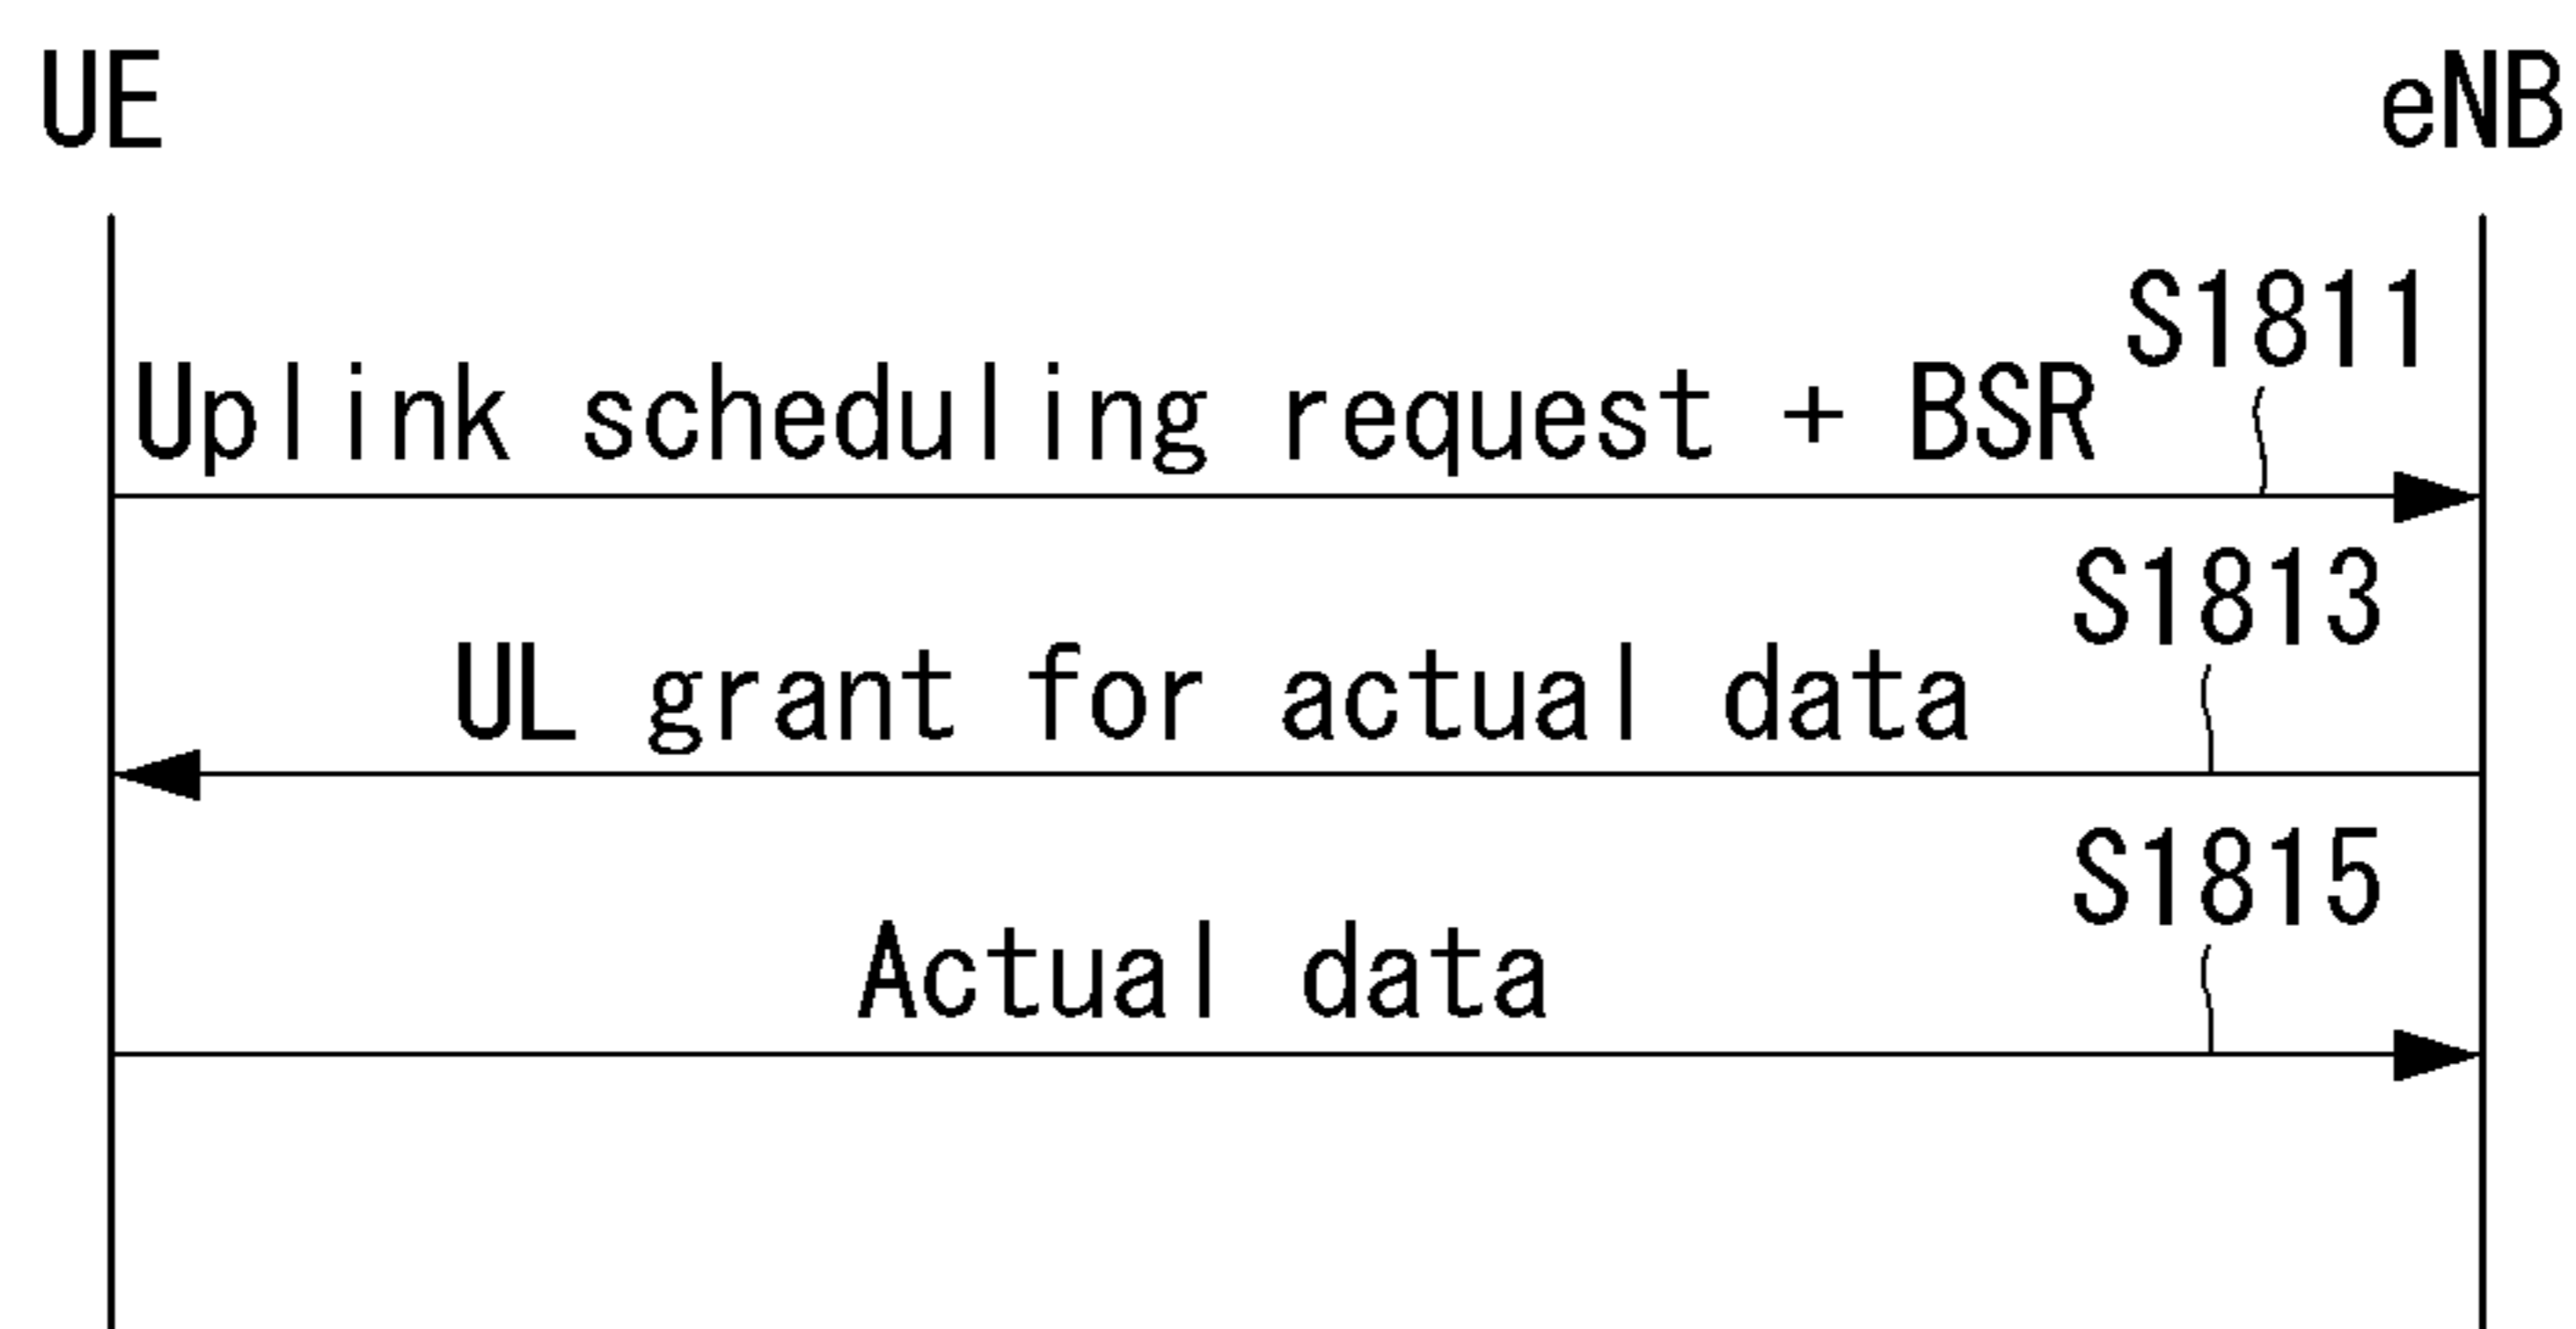 UE
eNB
S1811
Uplink scheduling request + BSR
S1813
UL grant for actual data
S1815
Actual data